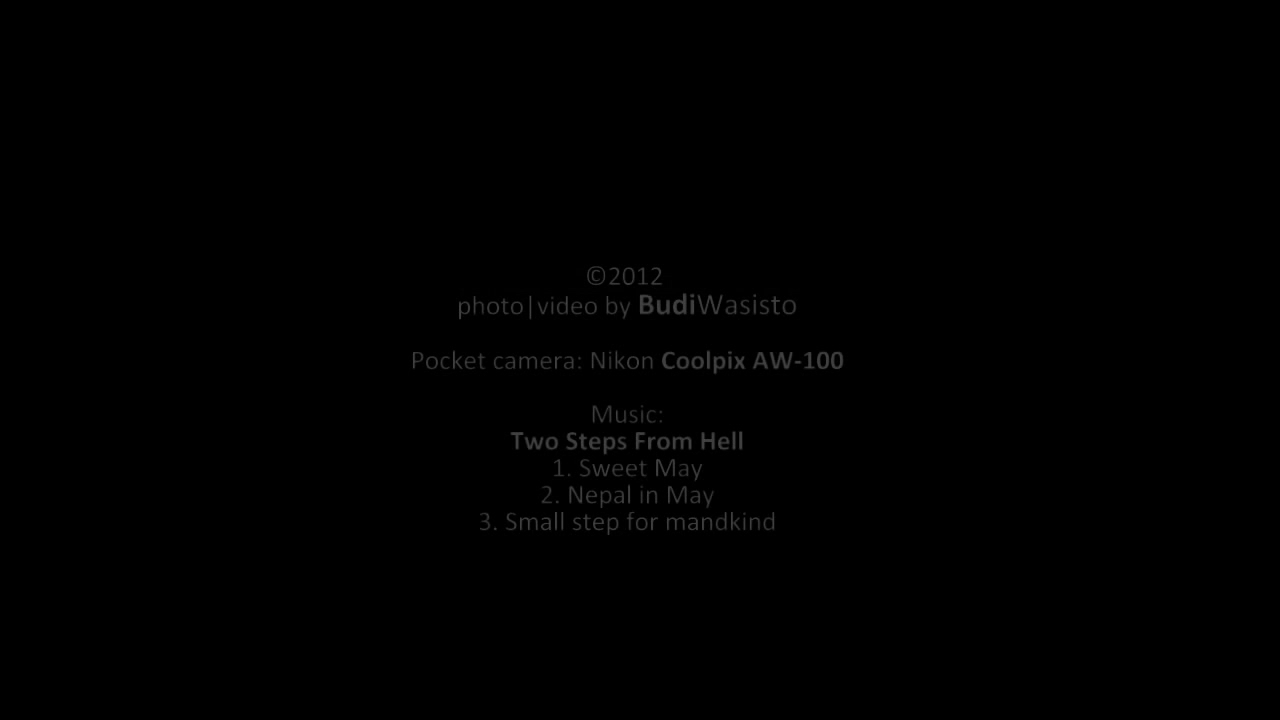 ©2012
photo|video by BudiWasisto
Pocket camera: Nikon Coolpix AW-100
Music:
Two Steps From Hell
1. Sweet May
2. Nepal in May
3. Small step for mandkind